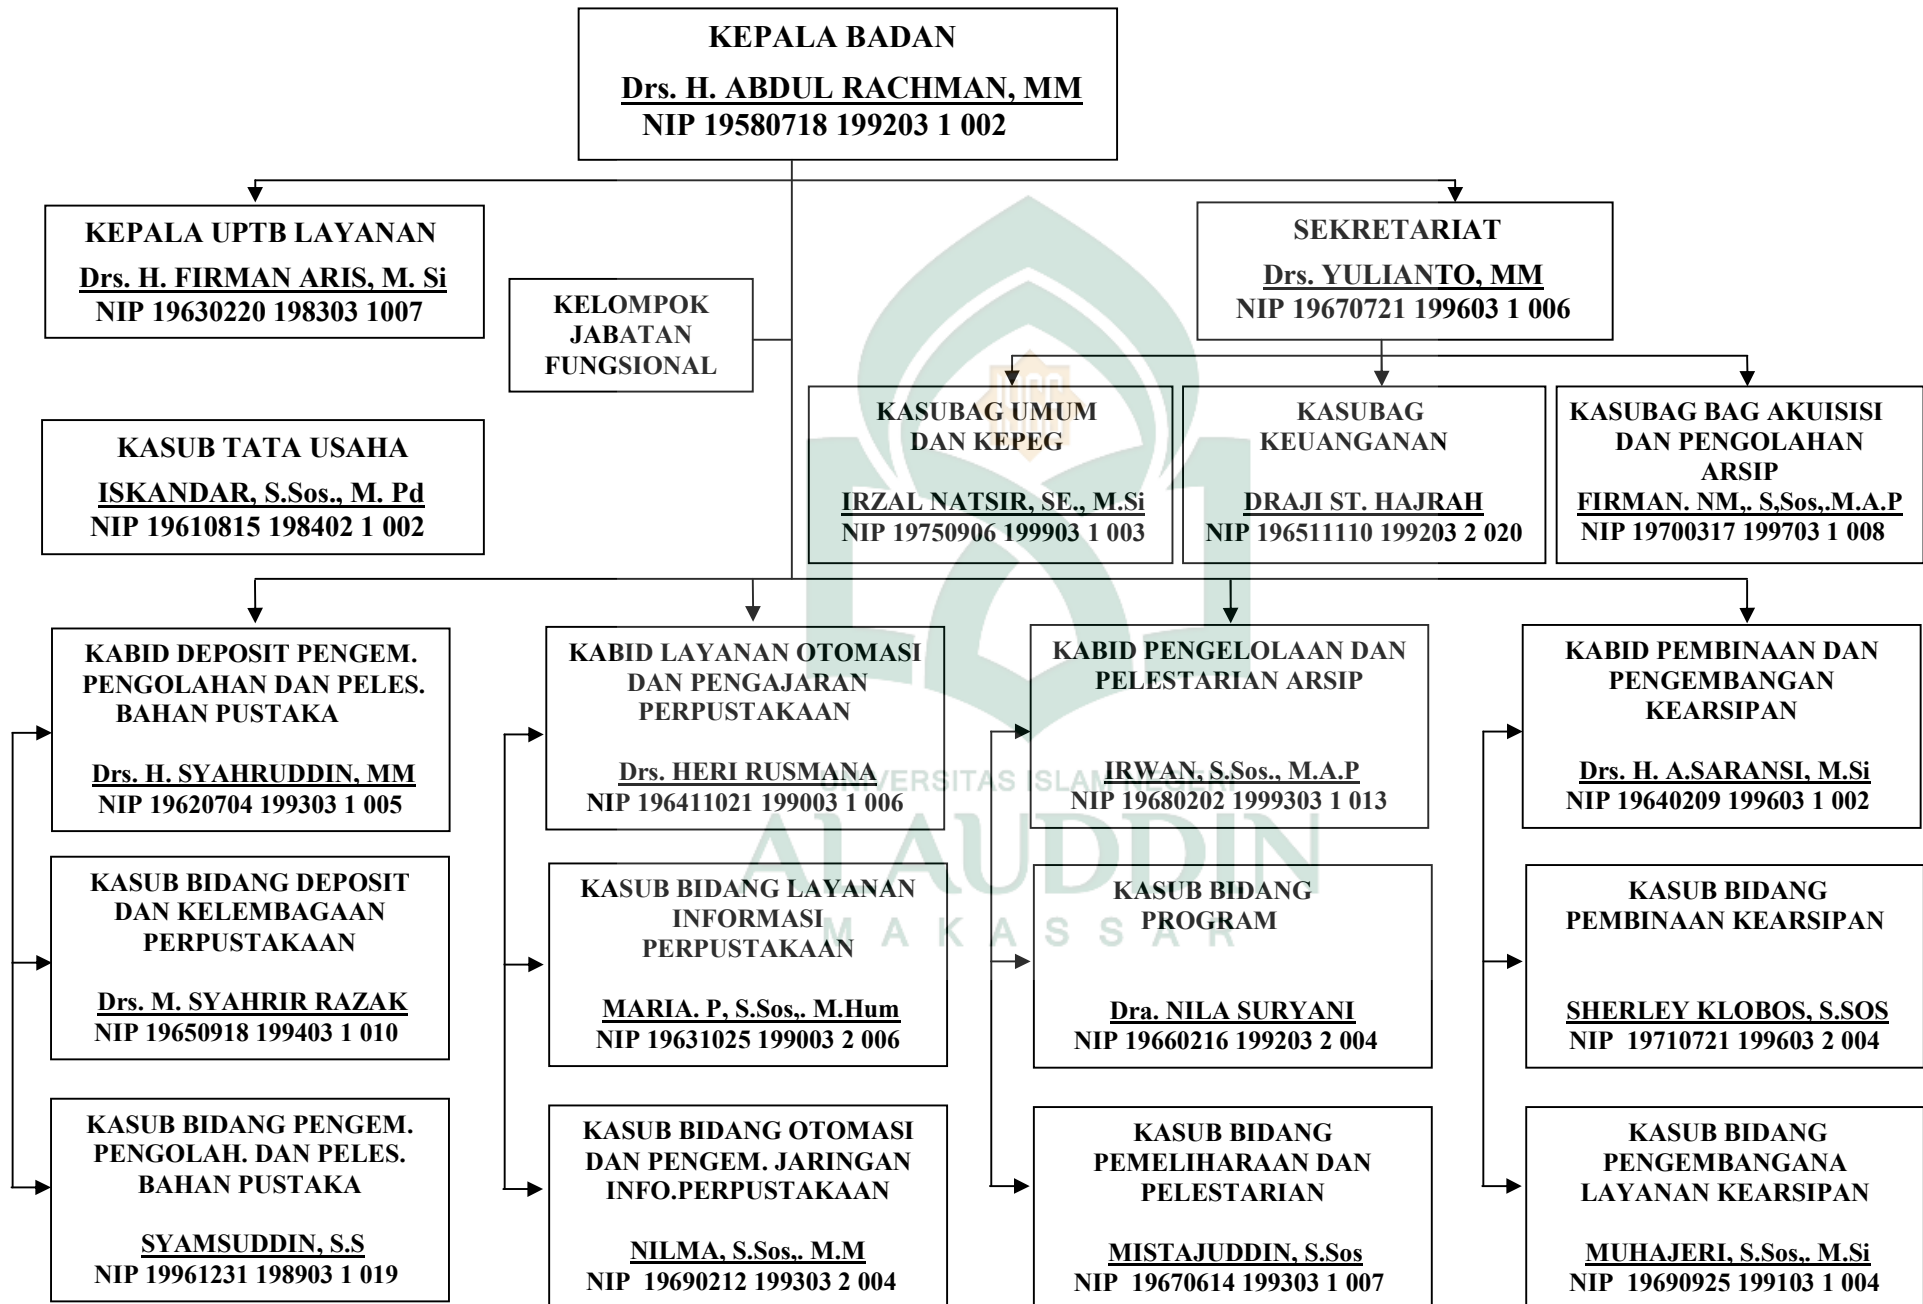 KEPALA BADAN
Drs. H. ABDUL RACHMAN, MM
NIP 19580718 199203 1 002
KEPALA UPTB LAYANAN
Drs. H. FIRMAN ARIS, M. Si
NIP 19630220 198303 1007
SEKRETARIAT
Drs. YULIANTO, MM
NIP 19670721 199603 1 006
KELOMPOK
JABATAN
FUNGSIONAL
KASUB TATA USAHA
ISKANDAR, S.Sos., M. Pd
NIP 19610815 198402 1 002
KASUBAG UMUM
DAN KEPEG
IRZAL NATSIR, SE., M.Si
NIP 19750906 199903 1 003
KASUBAG
KEUANGANAN
DRAJI ST. HAJRAH
NIP 196511110 199203 2 020
KASUBAG BAG AKUISISI
DAN PENGOLAHAN
ARSIP
FIRMAN. NM,. S,Sos,.M.A.P
NIP 19700317 199703 1 008
KABID DEPOSIT PENGEM.
PENGOLAHAN DAN PELES.
BAHAN PUSTAKA
Drs. H. SYAHRUDDIN, MM
NIP 19620704 199303 1 005
KABID LAYANAN OTOMASI
DAN PENGAJARAN
PERPUSTAKAAN
Drs. HERI RUSMANA
NIP 196411021 199003 1 006
KABID PENGELOLAAN DAN
PELESTARIAN ARSIP
IRWAN, S.Sos., M.A.P
NIP 19680202 1999303 1 013
KABID PEMBINAAN DAN
PENGEMBANGAN
KEARSIPAN
Drs. H. A.SARANSI, M.Si
NIP 19640209 199603 1 002
KASUB BIDANG DEPOSIT
DAN KELEMBAGAAN
PERPUSTAKAAN
Drs. M. SYAHRIR RAZAK
NIP 19650918 199403 1 010
KASUB BIDANG LAYANAN
INFORMASI
PERPUSTAKAAN
MARIA. P, S.Sos,. M.Hum
NIP 19631025 199003 2 006
KASUB BIDANG
PROGRAM
Dra. NILA SURYANI
NIP 19660216 199203 2 004
KASUB BIDANG
PEMBINAAN KEARSIPAN
SHERLEY KLOBOS, S.SOS
NIP 19710721 199603 2 004
KASUB BIDANG PENGEM.
PENGOLAH. DAN PELES.
BAHAN PUSTAKA
SYAMSUDDIN, S.S
NIP 19961231 198903 1 019
KASUB BIDANG OTOMASI
DAN PENGEM. JARINGAN
INFO.PERPUSTAKAAN
NILMA, S.Sos,. M.M
NIP 19690212 199303 2 004
KASUB BIDANG
PEMELIHARAAN DAN
PELESTARIAN
MISTAJUDDIN, S.Sos
NIP 19670614 199303 1 007
KASUB BIDANG
PENGEMBANGANA
LAYANAN KEARSIPAN
MUHAJERI, S.Sos,. M.Si
NIP 19690925 199103 1 004
UNIVERSITAS ISLAM NEGERI
ALAUDDIN
MAKASSAR